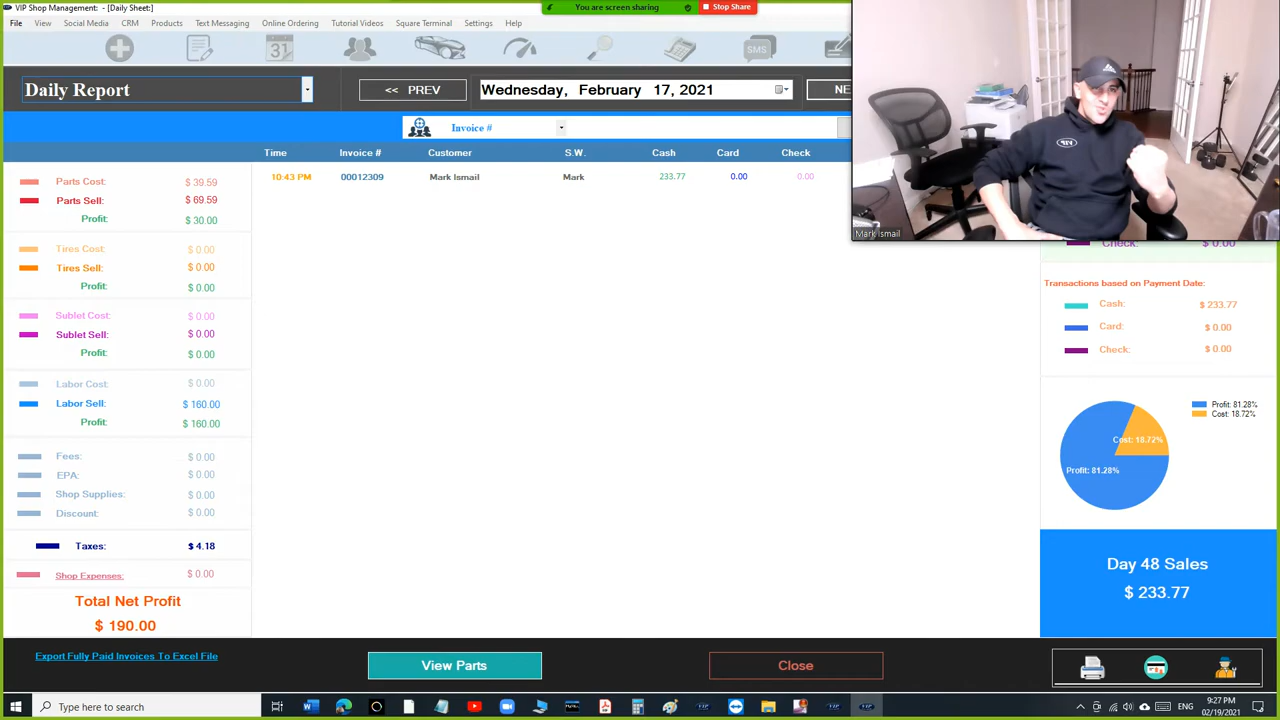 VIP Shop Management: - [Daily Sheet:]
You are screen sharing
Stop Share
File View Social Media CRM Products Text Messaging Online Ordering Tutorial Videos Square Terminal Settings Help
31
SMS
Daily Report
<< PREV
Wednesday, February 17, 2021
NE
Invoice #
Time Invoice # Customer S.W. Cash Card Check
10:43 PM 00012309 Mark Ismail Mark 233.77 0.00 0.00
Parts Cost: $ 39.59
Parts Sell: $ 69.59
Profit: $ 30.00
Tires Cost: $ 0.00
Tires Sell: $ 0.00
Profit: $ 0.00
Sublet Cost: $ 0.00
Sublet Sell: $ 0.00
Profit: $ 0.00
Labor Cost: $ 0.00
Labor Sell: $ 160.00
Profit: $ 160.00
Fees: $ 0.00
EPA: $ 0.00
Shop Supplies: $ 0.00
Discount: $ 0.00
Taxes: $ 4.18
Shop Expenses: $ 0.00
Total Net Profit
$ 190.00
VIP
Mark Ismail
Check: $ 0.00
Transactions based on Payment Date:
Cash: $ 233.77
Card: $ 0.00
Check: $ 0.00
Profit: 81.28%
Cost: 18.72%
Cost: 18.72%
Profit: 81.28%
Day 48 Sales
$ 233.77
Export Fully Paid Invoices To Excel File
View Parts
Close
Type here to search
ENG
9:27 PM
02/19/2021